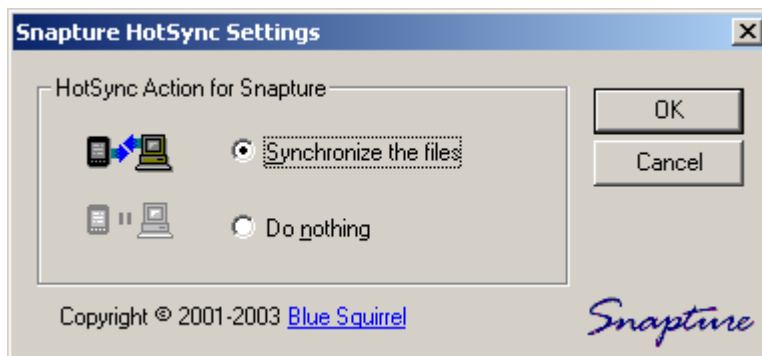 Snapture HotSync Settings
HotSync Action for Snapture
OK
Synchronize the files
Cancel
Do nothing
Copyright © 2001-2003 Blue Squirrel
Snapture